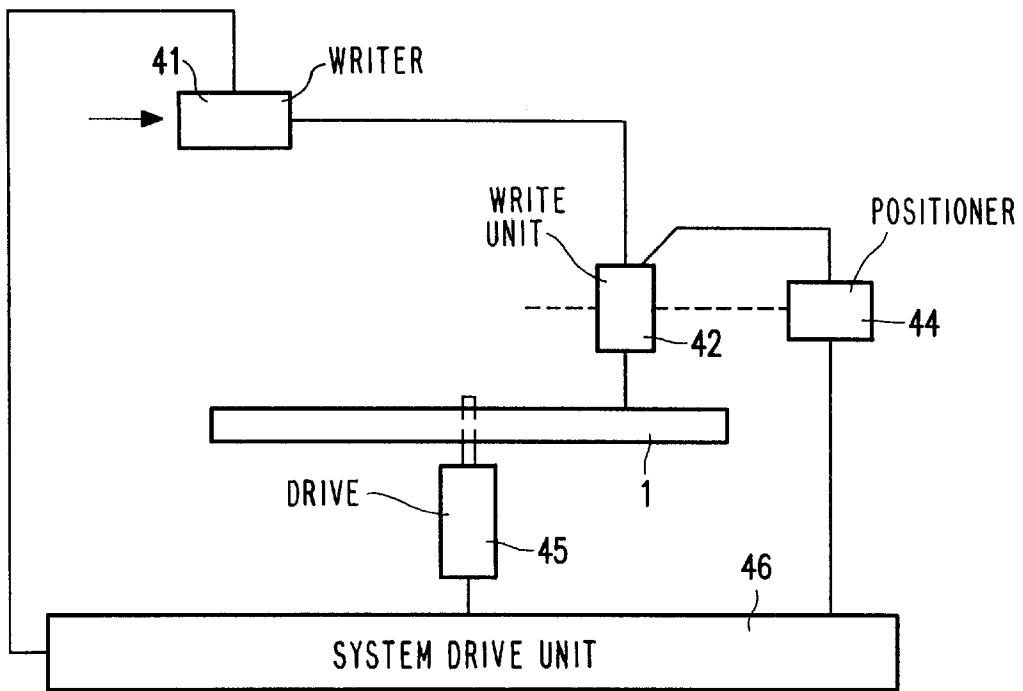 41
WRITER
WRITE
UNIT
POSITIONER
42
44
1
DRIVE
45
46
SYSTEM DRIVE UNIT